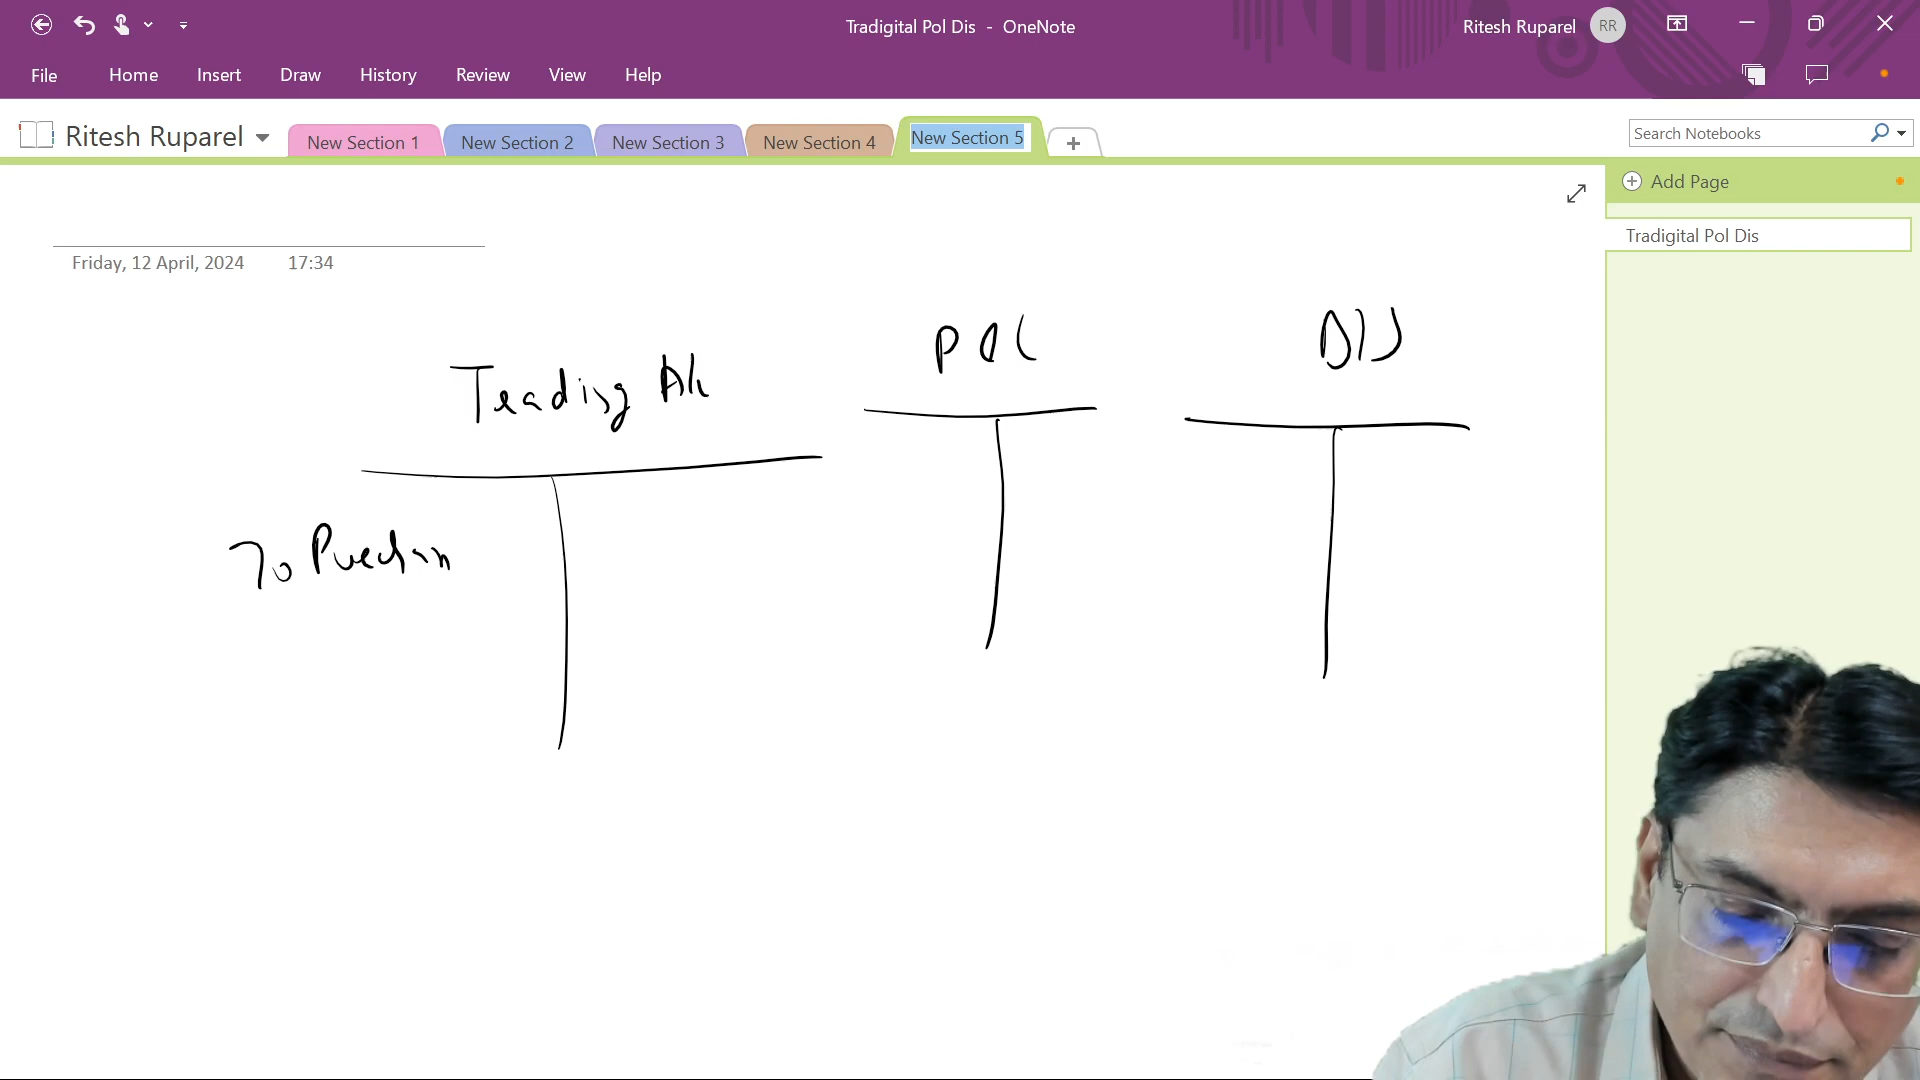 Tradigital Pol Dis - OneNote
Ritesh Ruparel RR
File Home Insert Draw History Review View Help
Ritesh Ruparel
New Section 1 New Section 2 New Section 3 New Section 4 New Section 5 +
Search Notebooks
Add Page
Tradigital Pol Dis
Friday, 12 April, 2024 17:34
Trading A/c
POL
DIS
To